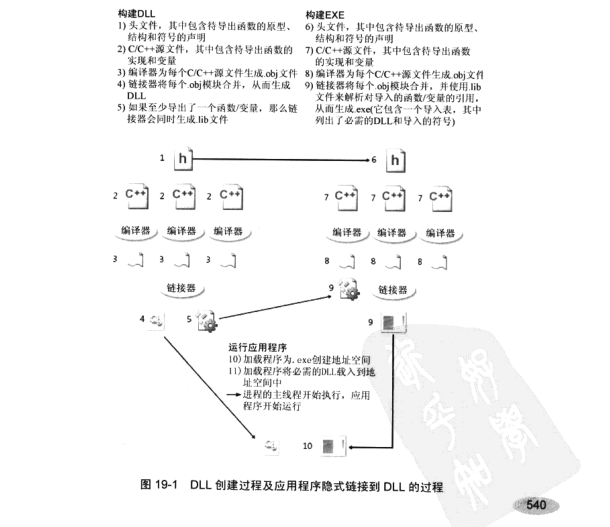 构建DLL
1) 头文件，其中包含待导出函数的原型、
结构和符号的声明
2) C/C++源文件，其中包含待导出函数的
实现和变量
3) 编译器为每个C/C++源文件生成.obj文件
4) 链接器将每个.obj模块合并，从而生成
DLL
5) 如果至少导出了一个函数/变量，那么链
接器会同时生成.lib文件
构建EXE
6) 头文件，其中包含待导出函数的原型、
结构和符号的声明
7) C/C++源文件，其中包含待导出函数
的实现和变量
8) 编译器为每个C/C++源文件生成.obj文件
9) 链接器将每个.obj模块合并，并使用.lib
文件来解析对导入的函数/变量的引用，
从而生成.exe(它包含一个导入表，其中
列出了必需的DLL和导入的符号)
1 h 6 h
2 C++ 2 C++ 2 C++ 7 C++ 7 C++ 7 C++
编译器 编译器 编译器 编译器 编译器 编译器
3 3 3 8 8 8
链接器 9 链接器
4 5 9
运行应用程序
10) 加载程序为.exe创建地址空间
11) 加载程序将必需的DLL载入到地
址空间中
进程的主线程开始执行，应用
程序开始运行
10
图 19-1 DLL 创建过程及应用程序隐式链接到 DLL 的过程
540